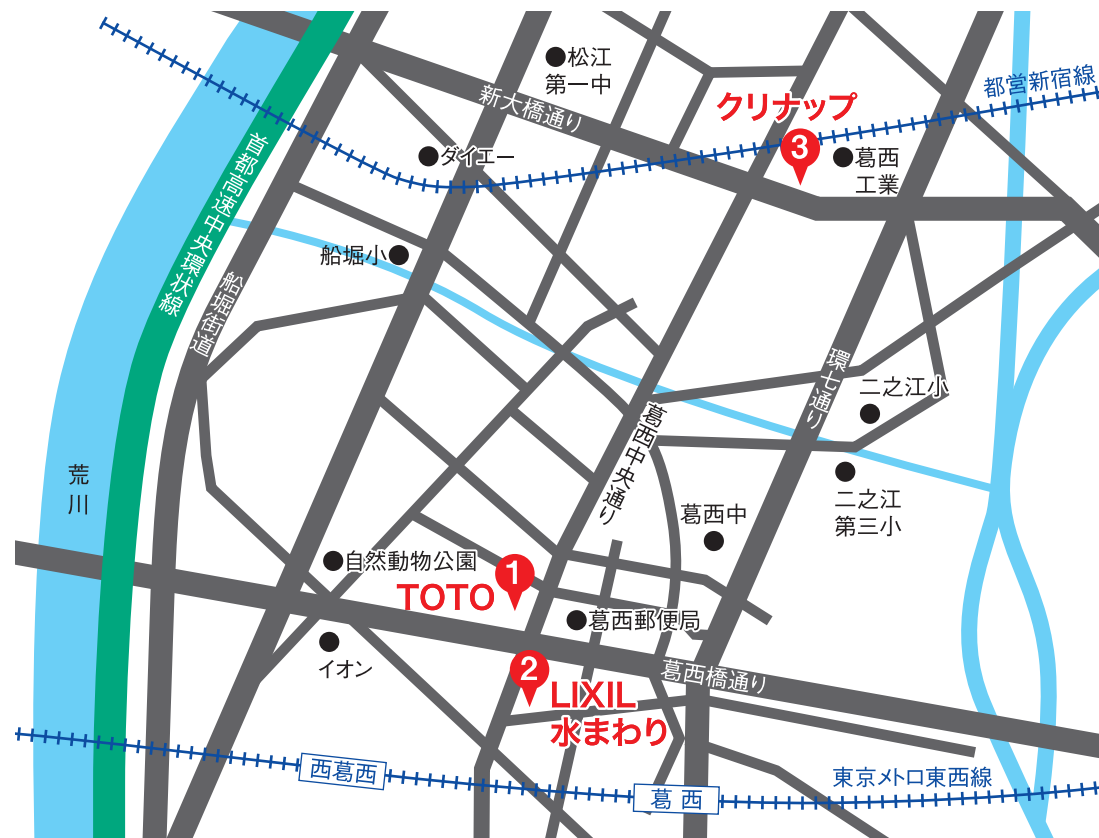 都営新宿線
松江
第一中
新大橋通り
クリナップ
3
葛西
工業
ダイエー
首都高速中央環状線
船堀小
船堀街道
環七通り
二之江小
葛西中央通り
荒川
二之江
第三小
葛西中
自然動物公園
1
TOTO
葛西郵便局
イオン
2
LIXIL
水まわり
葛西橋通り
西葛西
葛西
東京メトロ東西線